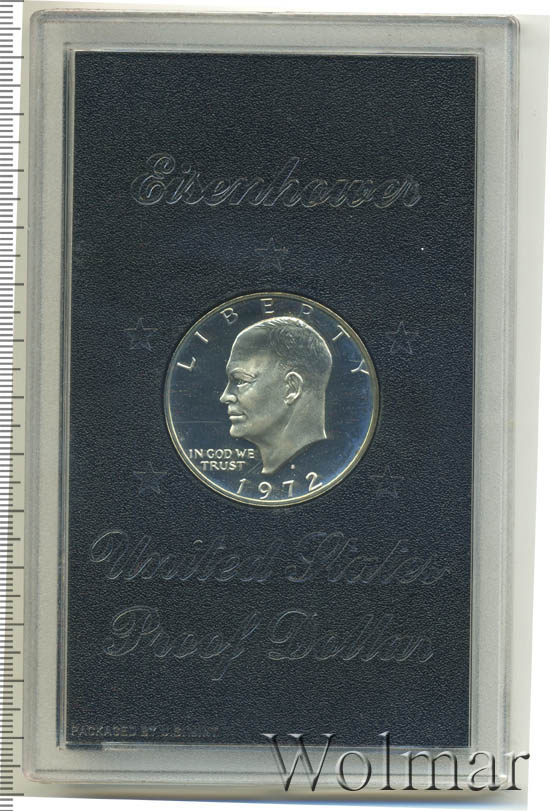 Eisenhower
LIBERTY
IN GOD WE
TRUST
1972
United States
Proof Dollar
PACKAGED BY U.S. MINT
Wolmar